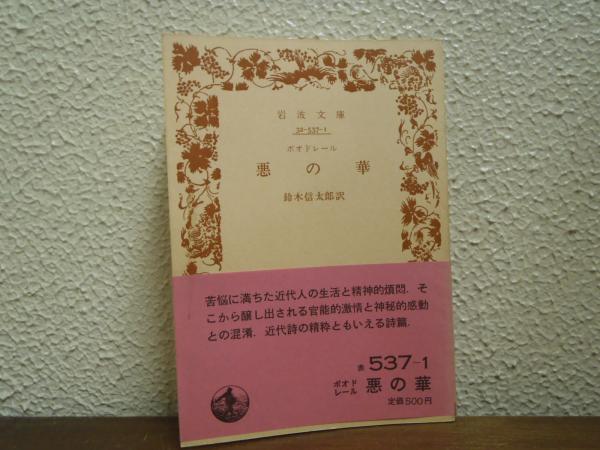 岩波文庫
32-537-1
ボオドレール
悪の華
鈴木信太郎訳
苦悩に満ちた近代人の生活と精神的煩悶．そ
こから醸し出される官能的激情と神秘的感動
との混淆．近代詩の精粋ともいえる詩篇．
赤 537-1
ボオド
レール
悪の華
定価500円